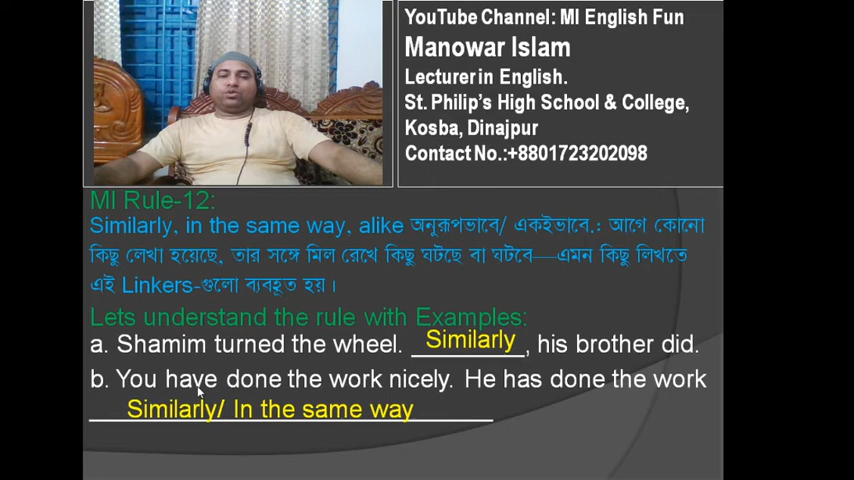 YouTube Channel: MI English Fun
Manowar Islam
Lecturer in English.
St. Philip's High School & College,
Kosba, Dinajpur
Contact No.:+8801723202098
MI Rule-12:
Similarly, in the same way, alike অনুরূপভাবে/ একইভাবে.: আগে কোনো
কিছু লেখা হয়েছে, তার সঙ্গে মিল রেখে কিছু ঘটছে বা ঘটবে—এমন কিছু লিখতে
এই Linkers-গুলো ব্যবহূত হয়।
Lets understand the rule with Examples:
a. Shamim turned the wheel. Similarly, his brother did.
b. You have done the work nicely. He has done the work
Similarly/ In the same way